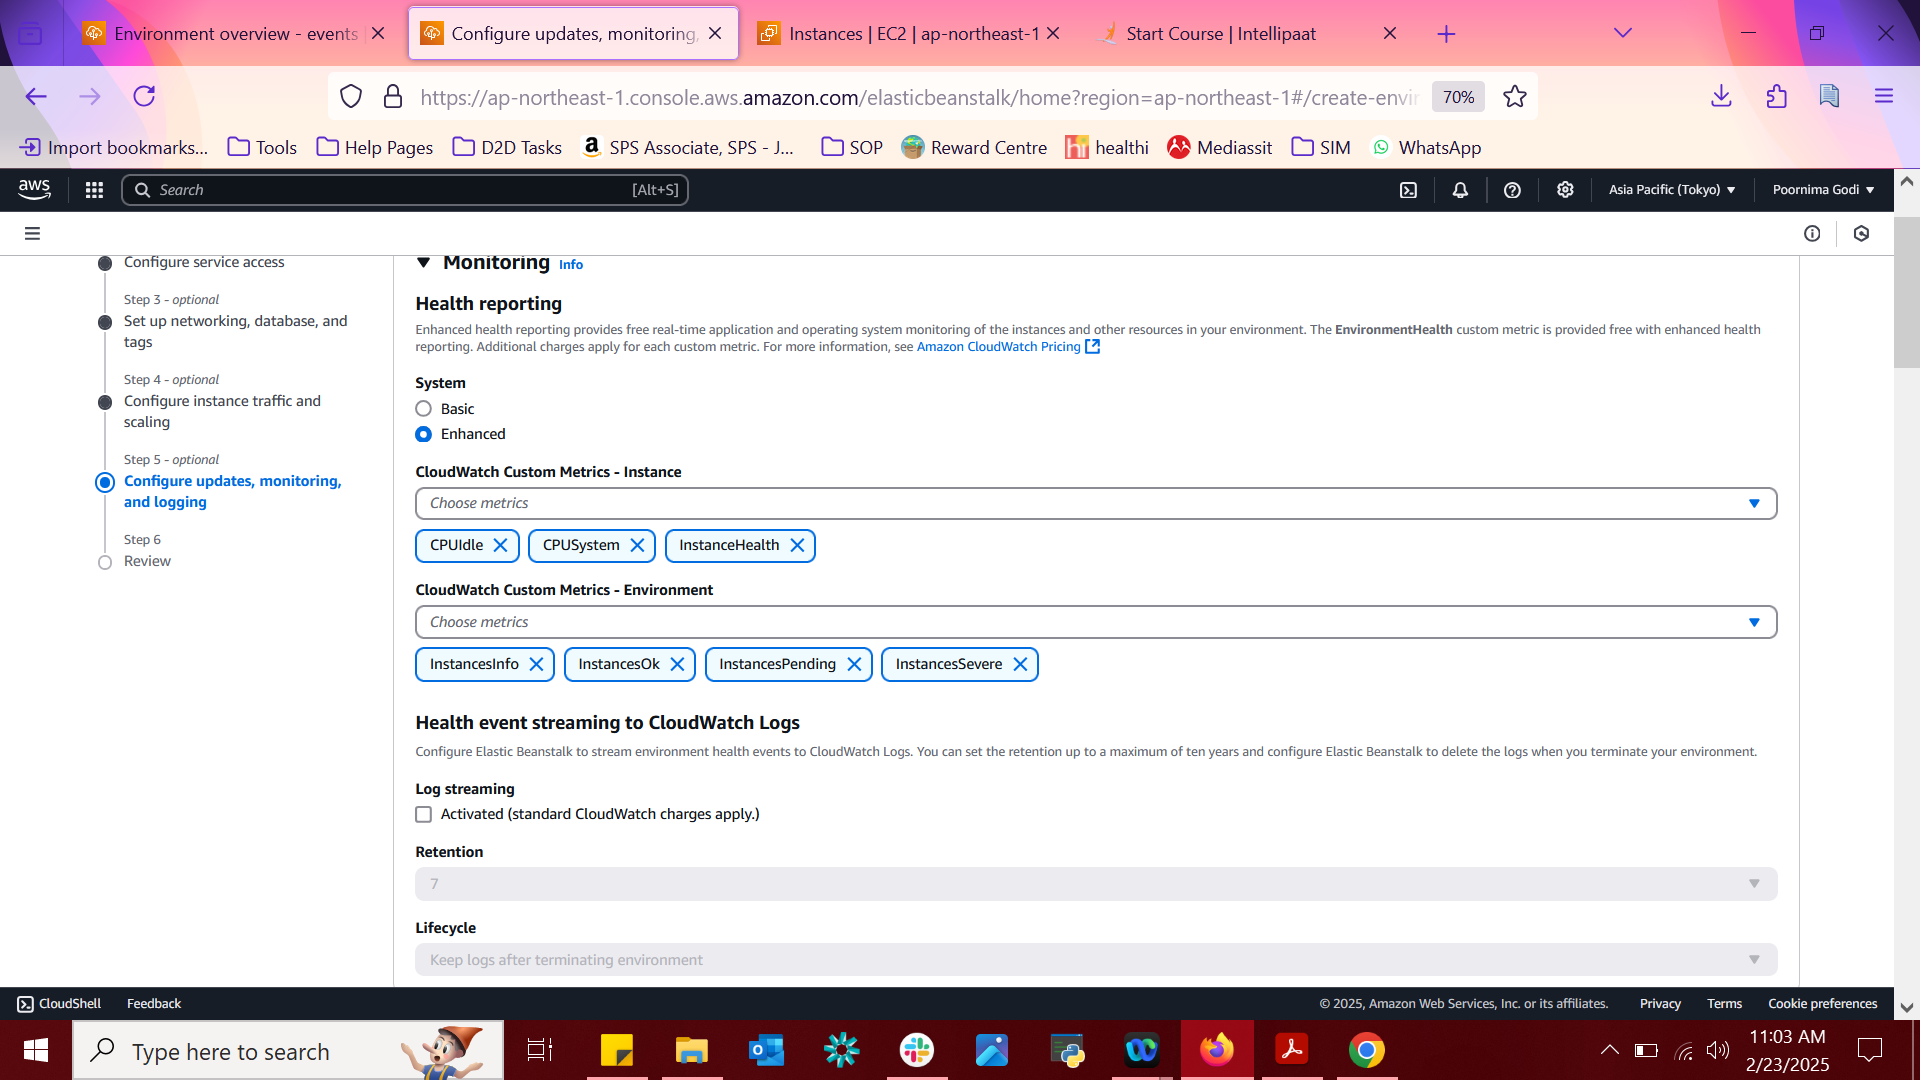 Environment overview - events
Configure updates, monitoring,
Instances | EC2 | ap-northeast-1
Start Course | Intellipaat
https://ap-northeast-1.console.aws.amazon.com/elasticbeanstalk/home?region=ap-northeast-1#/create-envir
70%
Import bookmarks...
Tools
Help Pages
D2D Tasks
SPS Associate, SPS - J...
SOP
Reward Centre
healthi
Mediassit
SIM
WhatsApp
aws
Search
[Alt+S]
Asia Pacific (Tokyo)
Poornima Godi
Configure service access
Step 3 - optional
Set up networking, database, and
tags
Step 4 - optional
Configure instance traffic and
scaling
Step 5 - optional
Configure updates, monitoring,
and logging
Step 6
Review
Monitoring Info
Health reporting
Enhanced health reporting provides free real-time application and operating system monitoring of the instances and other resources in your environment. The EnvironmentHealth custom metric is provided free with enhanced health
reporting. Additional charges apply for each custom metric. For more information, see Amazon CloudWatch Pricing
System
Basic
Enhanced
CloudWatch Custom Metrics - Instance
Choose metrics
CPUIdle
CPUSystem
InstanceHealth
CloudWatch Custom Metrics - Environment
Choose metrics
InstancesInfo
InstancesOk
InstancesPending
InstancesSevere
Health event streaming to CloudWatch Logs
Configure Elastic Beanstalk to stream environment health events to CloudWatch Logs. You can set the retention up to a maximum of ten years and configure Elastic Beanstalk to delete the logs when you terminate your environment.
Log streaming
Activated (standard CloudWatch charges apply.)
Retention
7
Lifecycle
Keep logs after terminating environment
CloudShell
Feedback
© 2025, Amazon Web Services, Inc. or its affiliates.
Privacy
Terms
Cookie preferences
Type here to search
11:03 AM
2/23/2025